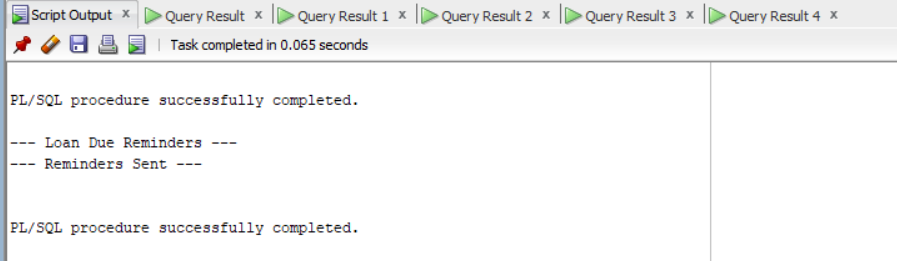 Script Output x Query Result x Query Result 1 x Query Result 2 x Query Result 3 x Query Result 4 x
Task completed in 0.065 seconds
PL/SQL procedure successfully completed.
--- Loan Due Reminders ---
--- Reminders Sent ---
PL/SQL procedure successfully completed.